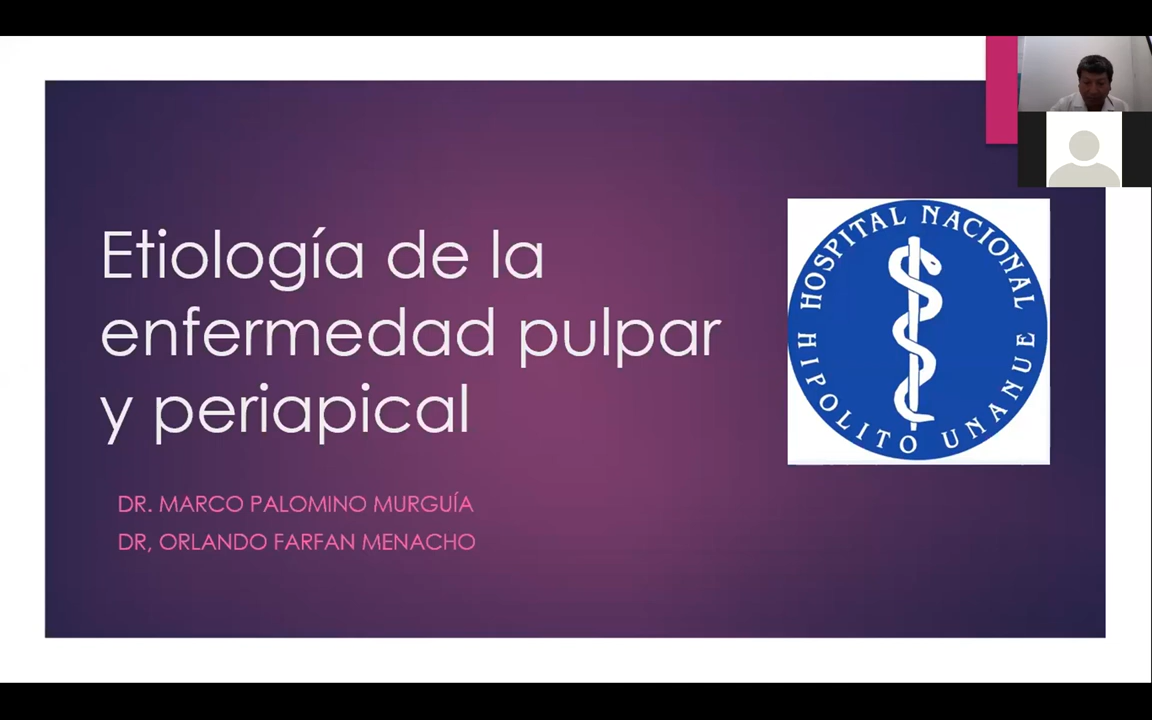 Etiología de la
enfermedad pulpar
y periapical
DR. MARCO PALOMINO MURGUÍA
DR, ORLANDO FARFAN MENACHO
HOSPITAL NACIONAL
HIPOLITO UNANUE